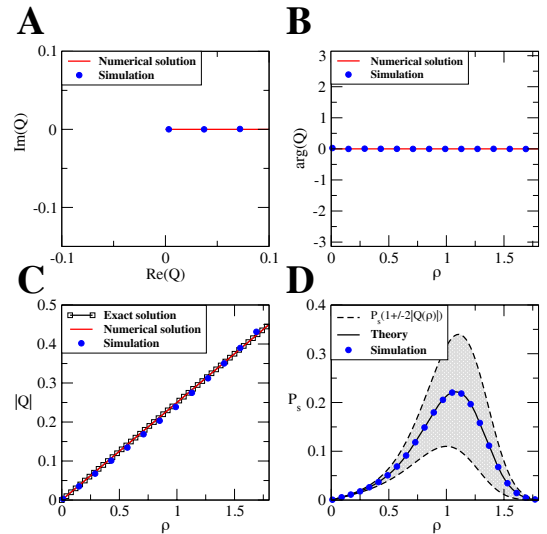 A
0.1
Numerical solution
Simulation
Im(Q)
0
-0.1
-0.1
0
0.1
Re(Q)
B
3
Numerical solution
Simulation
2
1
arg(Q)
0
-1
-2
-3
0
0.5
1
1.5
ρ
C
0.5
Exact solution
Numerical solution
Simulation
0.4
0.3
|Q|
0.2
0.1
0
0
0.5
1
1.5
ρ
D
0.4
P_s(1+/-2|Q(ρ)|)
Theory
Simulation
0.3
P_s
0.2
0.1
0
0
0.5
1
1.5
ρ